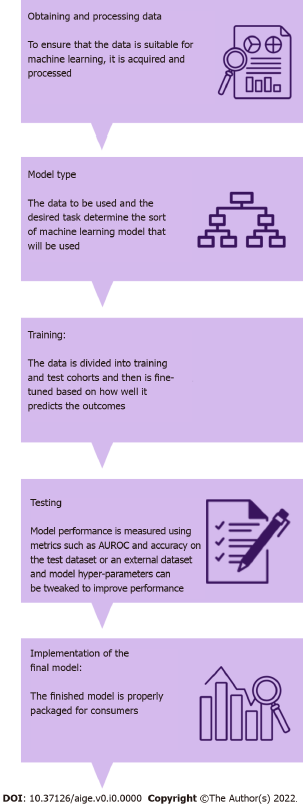 Obtaining and processing data
To ensure that the data is suitable for
machine learning, it is acquired and
processed
Model type
The data to be used and the
desired task determine the sort
of machine learning model that
will be used
Training:
The data is divided into training
and test cohorts and then is fine-
tuned based on how well it
predicts the outcomes
Testing
Model performance is measured using
metrics such as AUROC and accuracy on
the test dataset or an external dataset
and model hyper-parameters can
be tweaked to improve performance
Implementation of the
final model:
The finished model is properly
packaged for consumers
DOI: 10.37126/aige.v0.i0.0000 Copyright ©The Author(s) 2022.